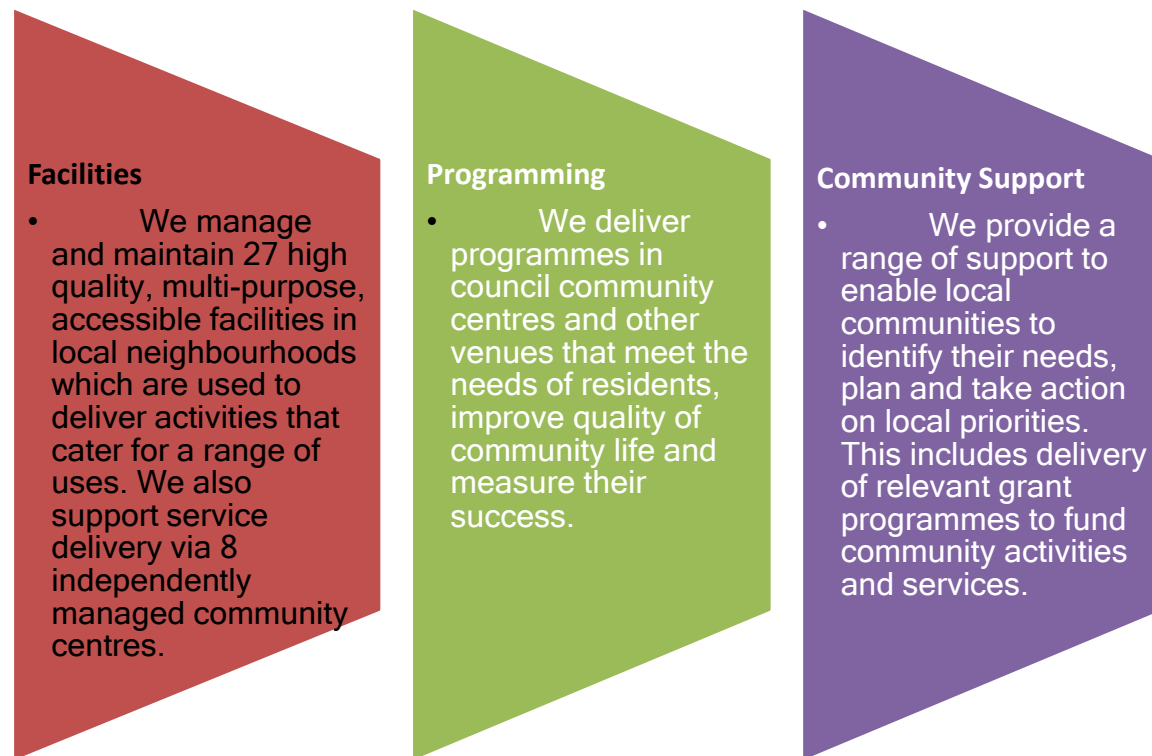 Facilities
• We manage
and maintain 27 high
quality, multi-purpose,
accessible facilities in
local neighbourhoods
which are used to
deliver activities that
cater for a range of
uses. We also
support service
delivery via 8
independently
managed community
centres.
Programming
• We deliver
programmes in
council community
centres and other
venues that meet the
needs of residents,
improve quality of
community life and
measure their
success.
Community Support
• We provide a
range of support to
enable local
communities to
identify their needs,
plan and take action
on local priorities.
This includes delivery
of relevant grant
programmes to fund
community activities
and services.